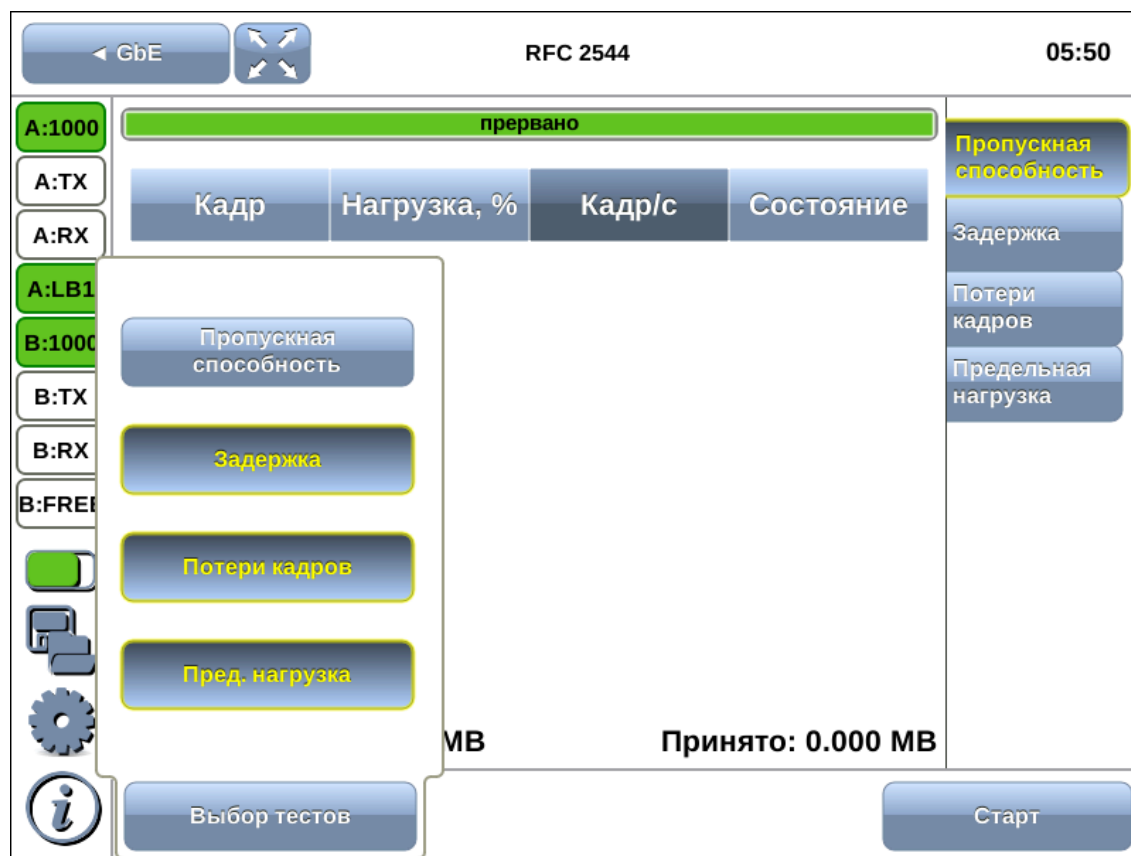 ◄ GbE
RFC 2544
05:50
A:1000
A:TX
A:RX
A:LB1
B:1000
B:TX
B:RX
B:FREE
прервано
Кадр
Нагрузка, %
Кадр/с
Состояние
Пропускная
способность
Задержка
Потери
кадров
Предельная
нагрузка
Пропускная
способность
Задержка
Потери кадров
Пред. нагрузка
MB
Принято: 0.000 MB
i
Выбор тестов
Старт